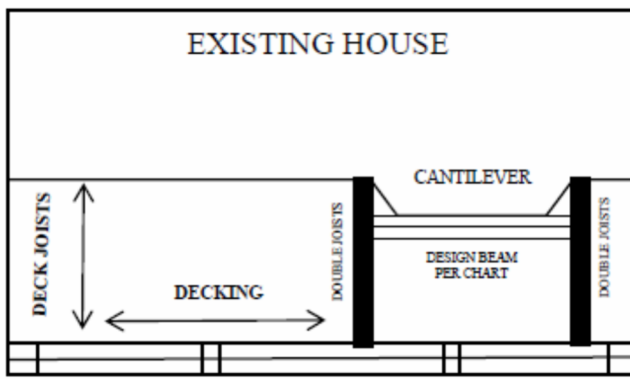 EXISTING HOUSE
CANTILEVER
DECK JOISTS
DOUBLE JOISTS
DOUBLE JOISTS
DESIGN BEAM
PER CHART
DECKING